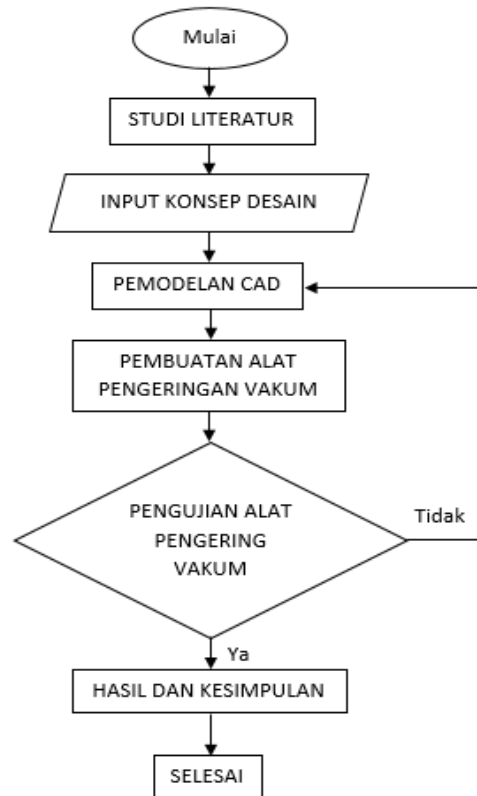 Mulai
STUDI LITERATUR
INPUT KONSEP DESAIN
PEMODELAN CAD
PEMBUATAN ALAT
PENGERINGAN VAKUM
PENGUJIAN ALAT
PENGERING
VAKUM
Tidak
Ya
HASIL DAN KESIMPULAN
SELESAI